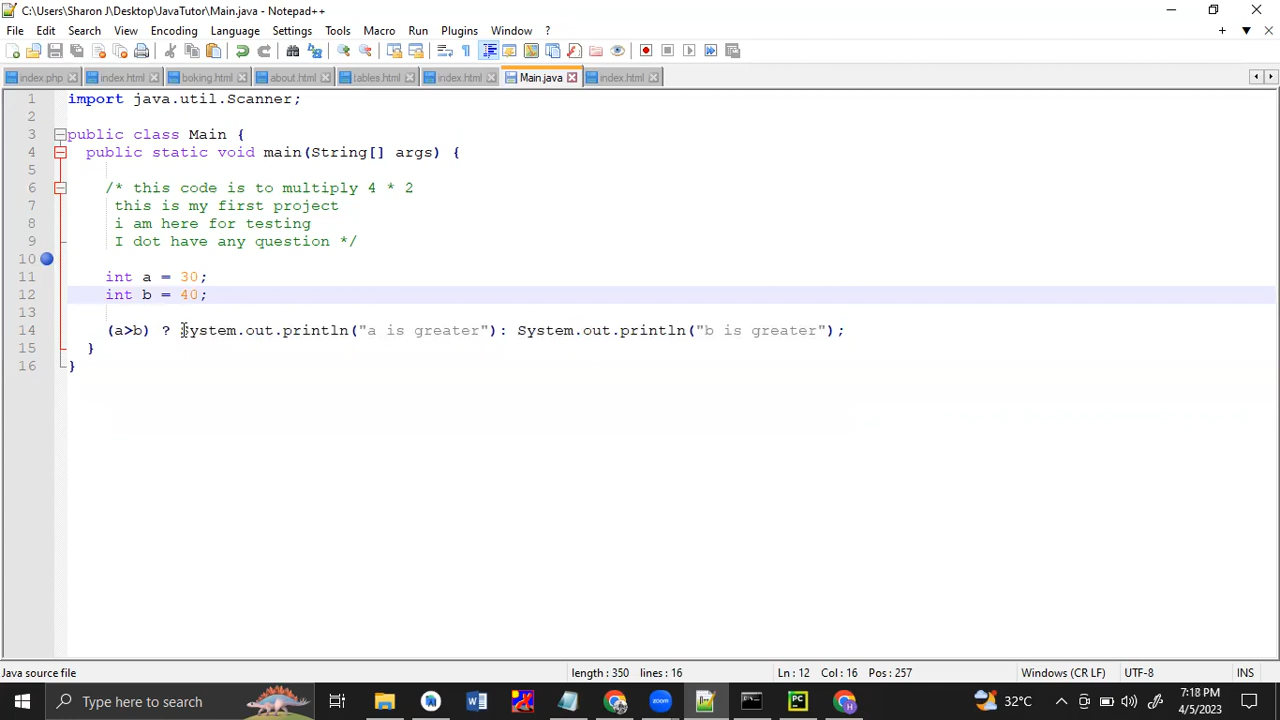 C:\Users\Sharon J\Desktop\JavaTutor\Main.java - Notepad++
File Edit Search View Encoding Language Settings Tools Macro Run Plugins Window ?
index.php index.html boking.html about.html tables.html index.html Main.java index.html
1 import java.util.Scanner;
2
3 public class Main {
4 public static void main(String[] args) {
5
6 /* this code is to multiply 4 * 2
7 this is my first project
8 i am here for testing
9 I dot have any question */
10
11 int a = 30;
12 int b = 40;
13
14 (a>b) ? System.out.println("a is greater"): System.out.println("b is greater");
15 }
16 }
Java source file length : 350 lines : 16 Ln : 12 Col : 16 Pos : 257 Windows (CR LF) UTF-8 INS
Type here to search zoom PC H 32°C 7:18 PM
4/5/2023